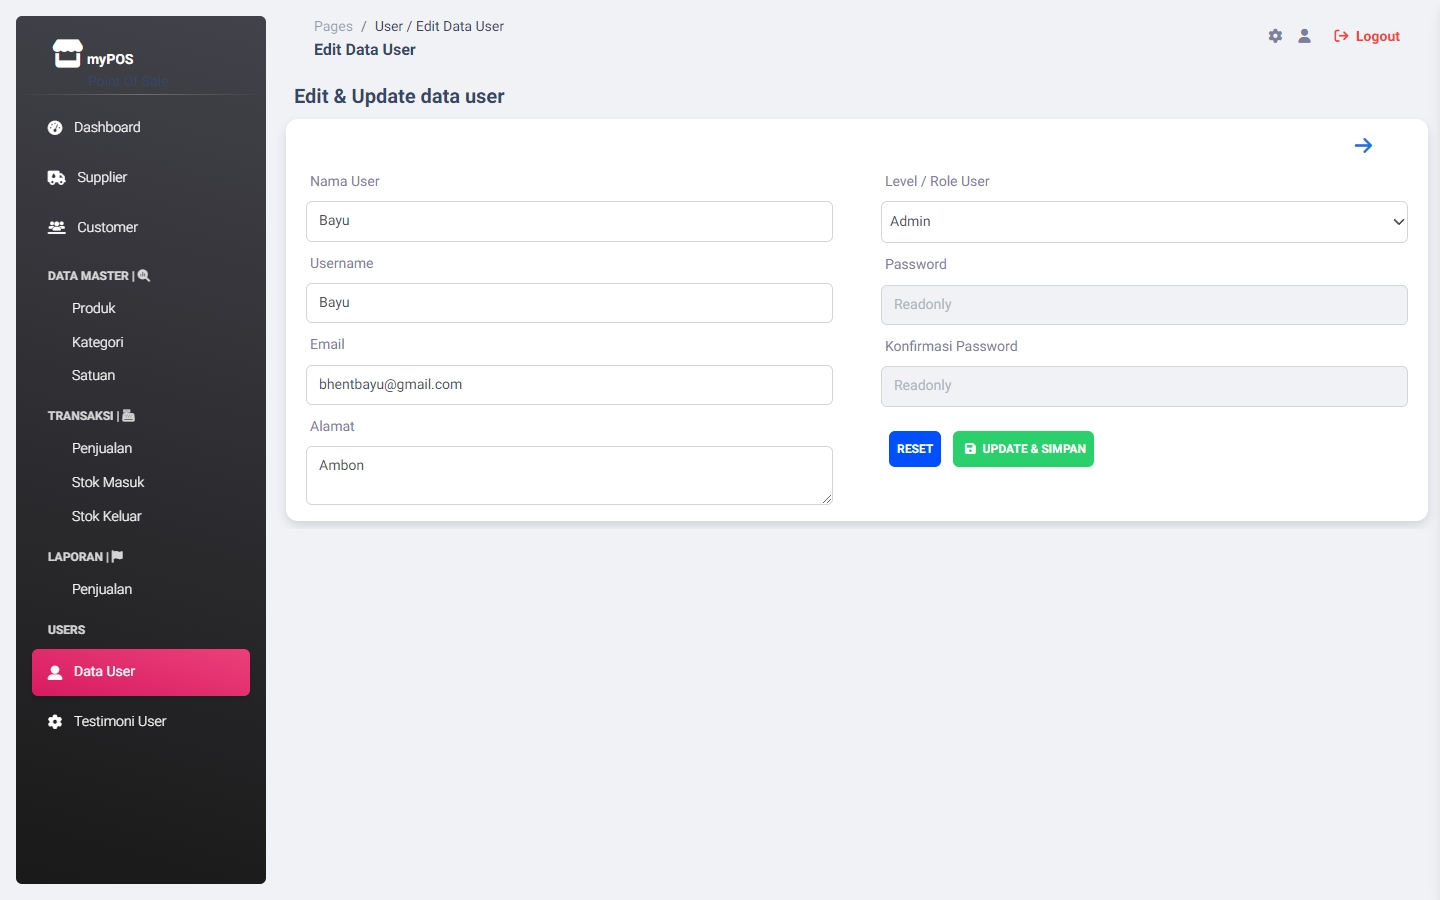 myPOS
Point Of Sale
Dashboard
Supplier
Customer
DATA MASTER |
Produk
Kategori
Satuan
TRANSAKSI |
Penjualan
Stok Masuk
Stok Keluar
LAPORAN |
Penjualan
USERS
Data User
Testimoni User
Pages / User / Edit Data User
Edit Data User
Logout
Edit & Update data user
Nama User
Bayu
Username
Bayu
Email
bhentbayu@gmail.com
Alamat
Ambon
Level / Role User
Admin
Password
Readonly
Konfirmasi Password
Readonly
RESET
UPDATE & SIMPAN